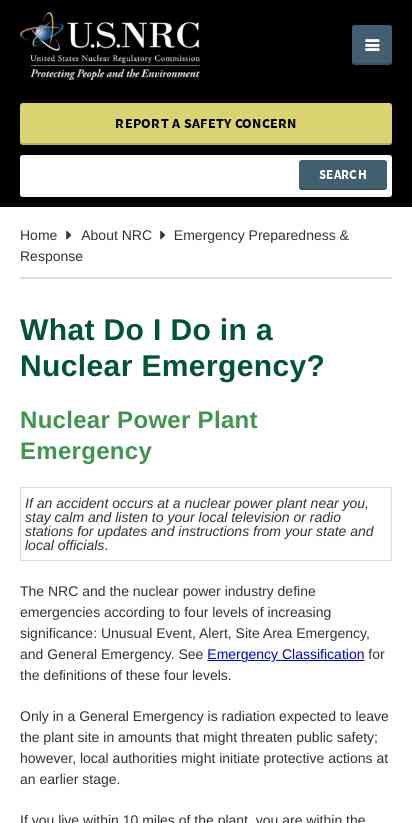 U.S.NRC
United States Nuclear Regulatory Commission
Protecting People and the Environment
REPORT A SAFETY CONCERN
SEARCH
Home About NRC Emergency Preparedness &
Response
What Do I Do in a
Nuclear Emergency?
Nuclear Power Plant
Emergency
If an accident occurs at a nuclear power plant near you,
stay calm and listen to your local television or radio
stations for updates and instructions from your state and
local officials.
The NRC and the nuclear power industry define
emergencies according to four levels of increasing
significance: Unusual Event, Alert, Site Area Emergency,
and General Emergency. See Emergency Classification for
the definitions of these four levels.
Only in a General Emergency is radiation expected to leave
the plant site in amounts that might threaten public safety;
however, local authorities might initiate protective actions at
an earlier stage.
If you live within 10 miles of the plant, you are within the